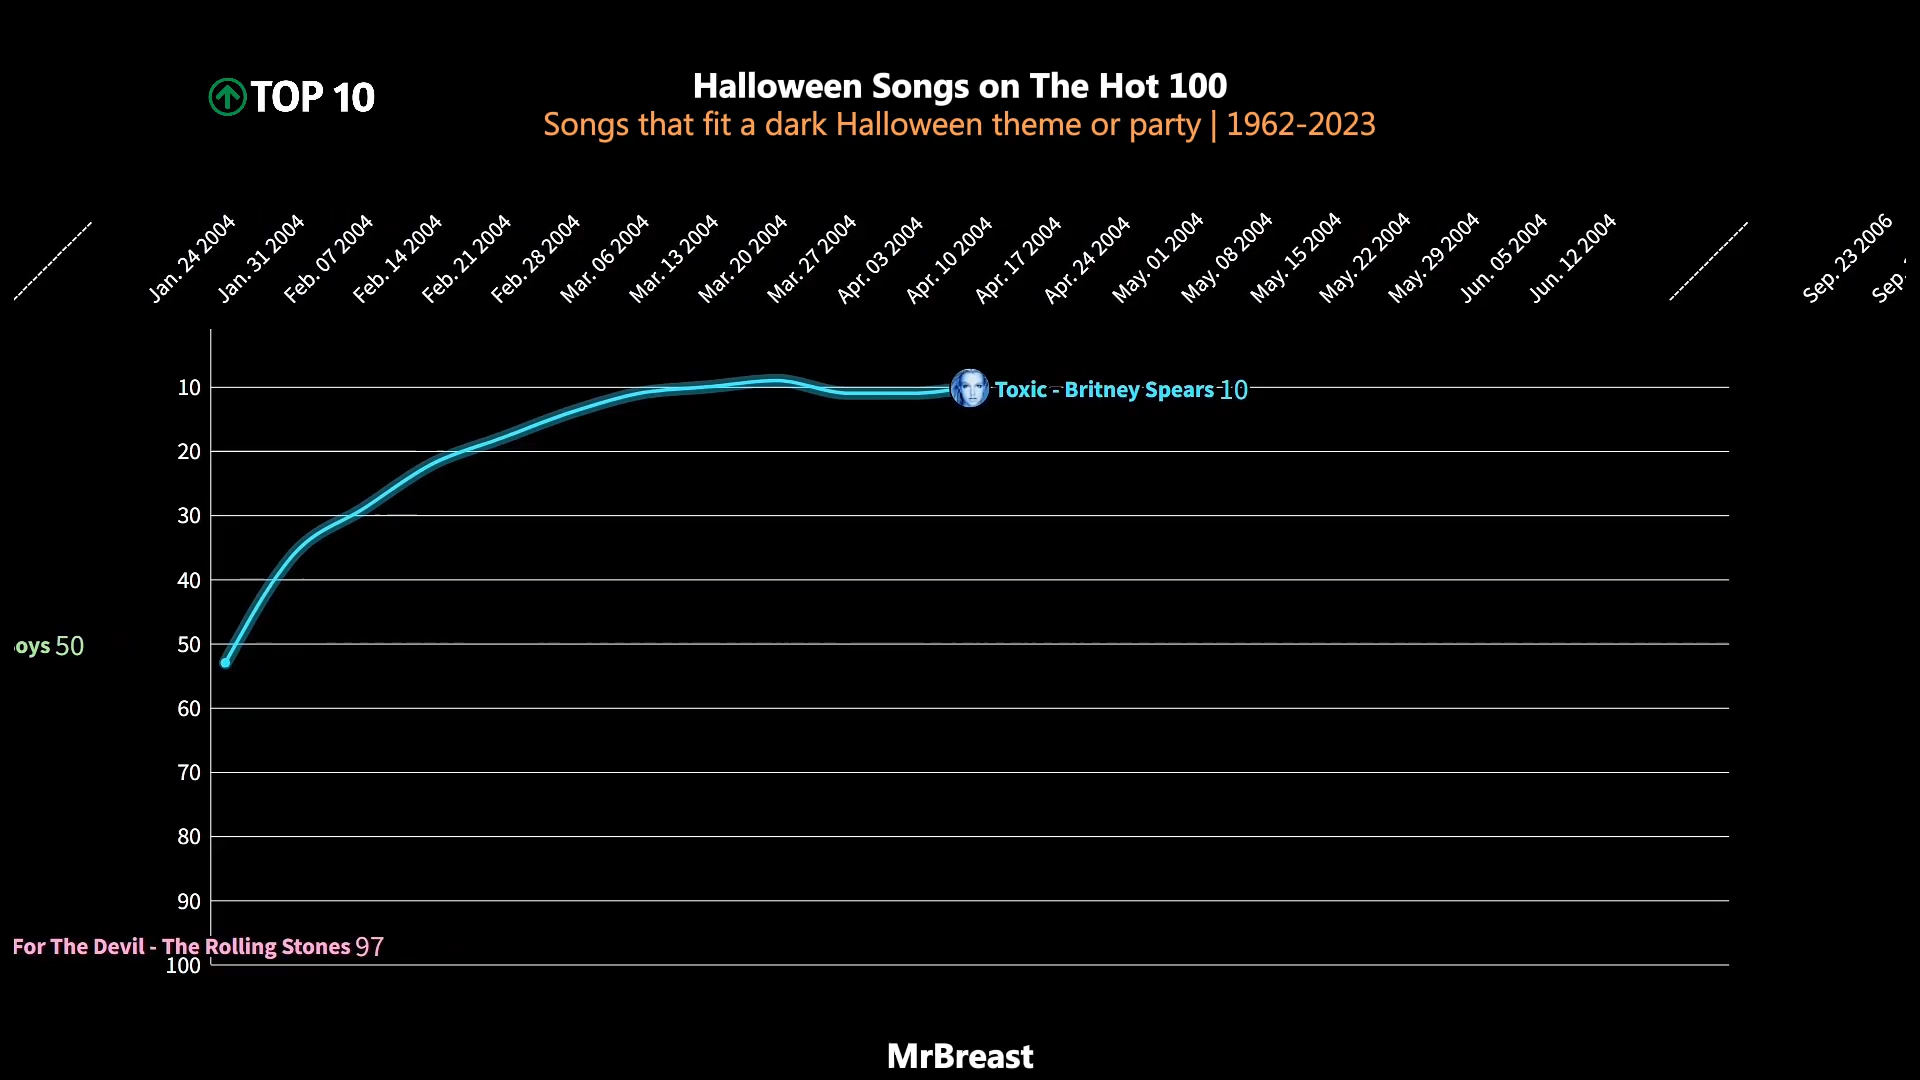 TOP 10
Halloween Songs on The Hot 100
Songs that fit a dark Halloween theme or party | 1962-2023
Jan. 24 2004
Jan. 31 2004
Feb. 07 2004
Feb. 14 2004
Feb. 21 2004
Feb. 28 2004
Mar. 06 2004
Mar. 13 2004
Mar. 20 2004
Mar. 27 2004
Apr. 03 2004
Apr. 10 2004
Apr. 17 2004
Apr. 24 2004
May. 01 2004
May. 08 2004
May. 15 2004
May. 22 2004
May. 29 2004
Jun. 05 2004
Jun. 12 2004
Sep. 23 2006
Sep.
10
Toxic - Britney Spears 10
20
30
40
50
oys 50
60
70
80
90
For The Devil - The Rolling Stones 97
100
MrBreast